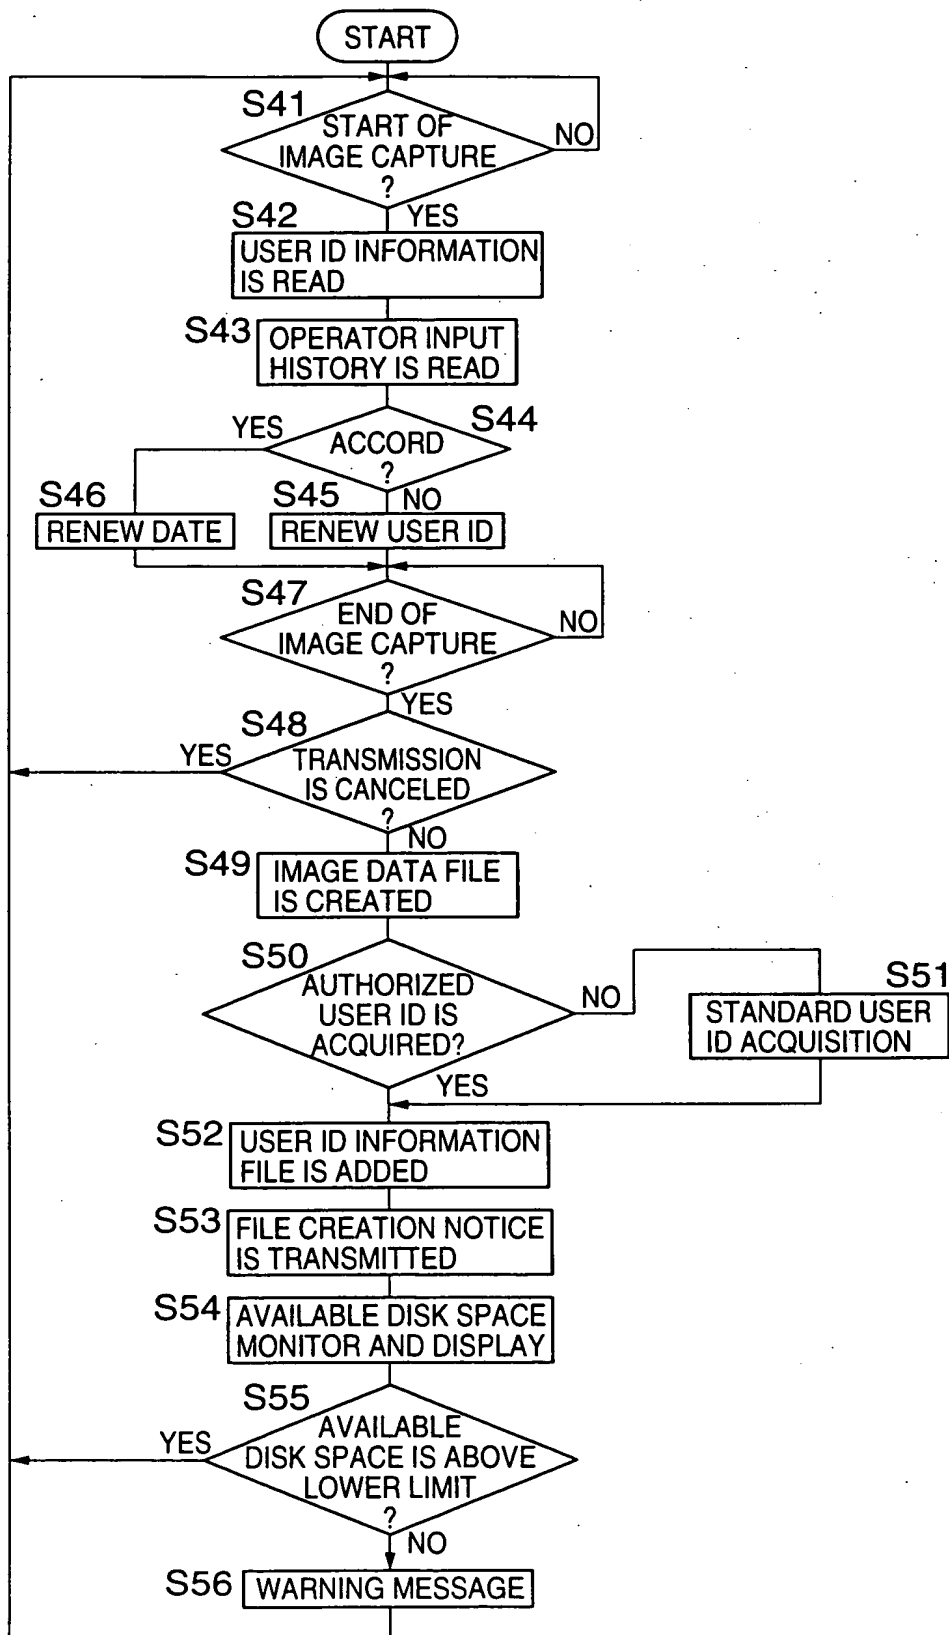 START
S41
START OF
IMAGE CAPTURE
?
NO
YES
S42
USER ID INFORMATION
IS READ
S43
OPERATOR INPUT
HISTORY IS READ
YES
S44
ACCORD
?
NO
S46
RENEW DATE
S45
RENEW USER ID
S47
END OF
IMAGE CAPTURE
?
NO
YES
S48
YES
TRANSMISSION
IS CANCELED
?
NO
S49
IMAGE DATA FILE
IS CREATED
S50
AUTHORIZED
USER ID IS
ACQUIRED?
NO
YES
S51
STANDARD USER
ID ACQUISITION
S52
USER ID INFORMATION
FILE IS ADDED
S53
FILE CREATION NOTICE
IS TRANSMITTED
S54
AVAILABLE DISK SPACE
MONITOR AND DISPLAY
S55
YES
AVAILABLE
DISK SPACE IS ABOVE
LOWER LIMIT
?
NO
S56
WARNING MESSAGE